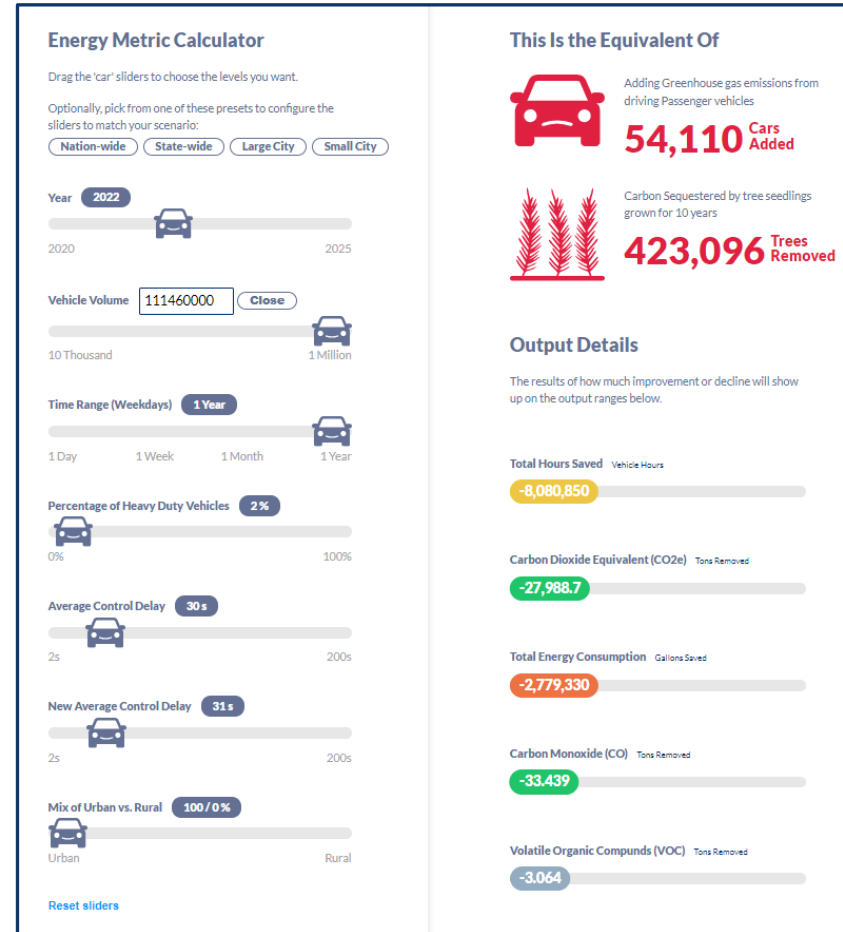 Energy Metric Calculator
Drag the 'car' sliders to choose the levels you want.
Optionally, pick from one of these presets to configure the
sliders to match your scenario:
Nation-wide State-wide Large City Small City
Year 2022
2020 2025
Vehicle Volume 111460000 Close
10 Thousand 1 Million
Time Range (Weekdays) 1 Year
1 Day 1 Week 1 Month 1 Year
Percentage of Heavy Duty Vehicles 2 %
0% 100%
Average Control Delay 30 s
2s 200s
New Average Control Delay 31 s
2s 200s
Mix of Urban vs. Rural 100 / 0 %
Urban Rural
Reset sliders
This Is the Equivalent Of
Adding Greenhouse gas emissions from
driving Passenger vehicles
54,110 Cars
Added
Carbon Sequestered by tree seedlings
grown for 10 years
423,096 Trees
Removed
Output Details
The results of how much improvement or decline will show
up on the output ranges below.
Total Hours Saved Vehicle Hours
-8,080,850
Carbon Dioxide Equivalent (CO2e) Tons Removed
-27,988.7
Total Energy Consumption Gallons Saved
-2,779,330
Carbon Monoxide (CO) Tons Removed
-33.439
Volatile Organic Compunds (VOC) Tons Removed
-3.064